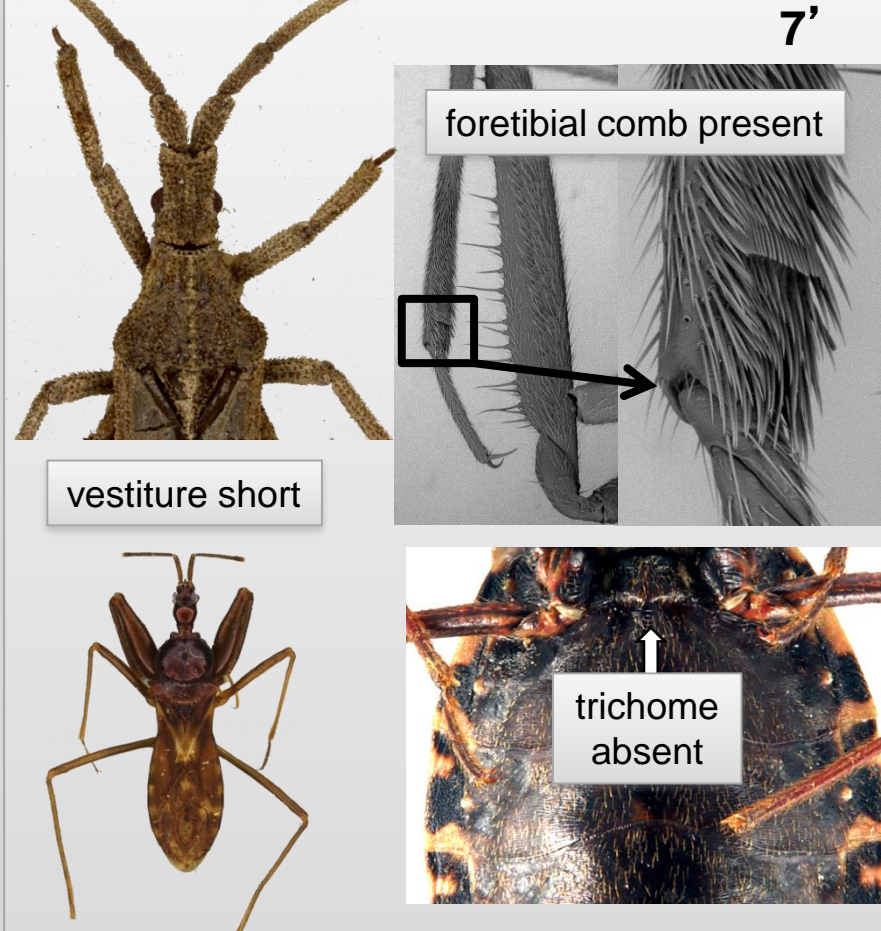 7’
foretibial comb present
vestiture short
trichome
absent